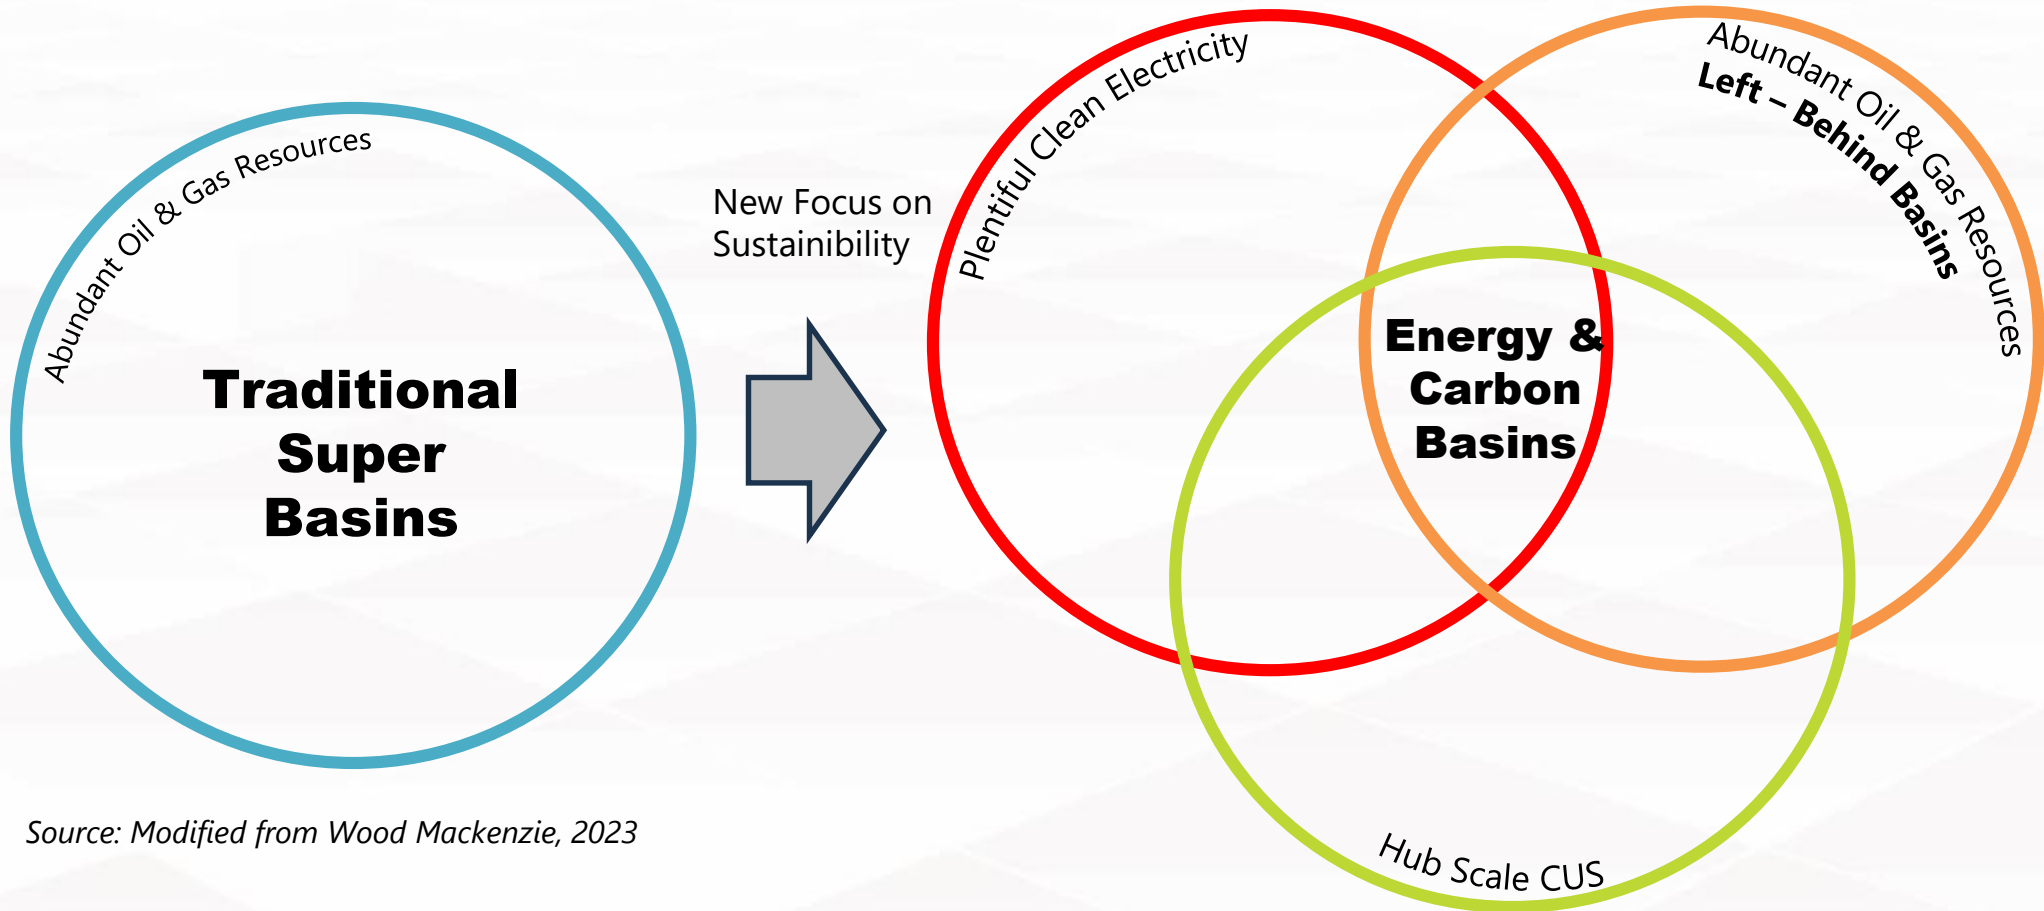 Abundant Oil & Gas Resources
Traditional
Super
Basins
New Focus on
Sustainibility
Plentiful Clean Electricity
Abundant Oil & Gas Resources
Left – Behind Basins
Energy &
Carbon
Basins
Hub Scale CUS
Source: Modified from Wood Mackenzie, 2023